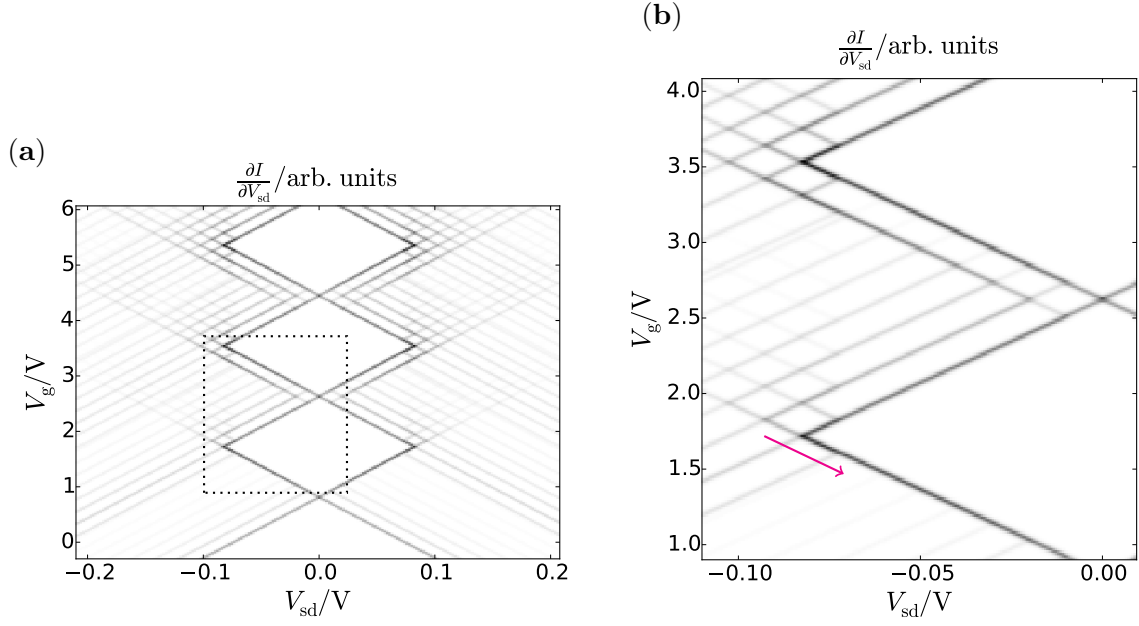 (a)
∂I/∂V_sd /arb. units
V_g/V
6
5
4
3
2
1
0
−0.2
−0.1
0.0
0.1
0.2
V_sd/V
(b)
∂I/∂V_sd /arb. units
V_g/V
4.0
3.5
3.0
2.5
2.0
1.5
1.0
−0.10
−0.05
0.00
V_sd/V